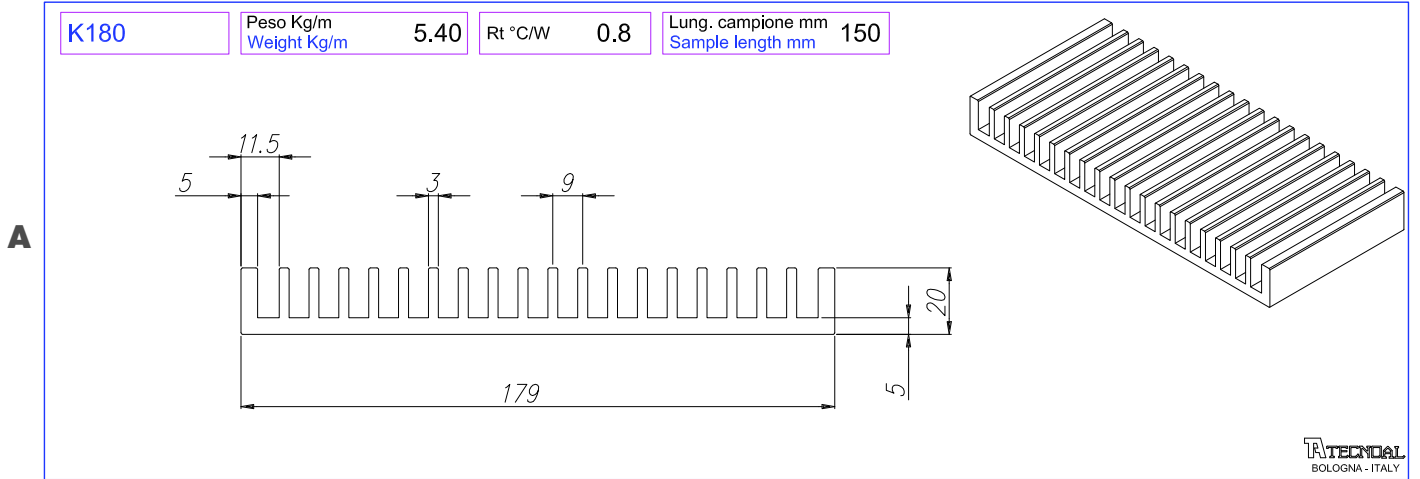 K180
Peso Kg/m
Weight Kg/m
5.40
Rt °C/W
0.8
Lung. campione mm
Sample length mm
150
11.5
5
3
9
A
20
5
179
TA TECNOAL
BOLOGNA - ITALY